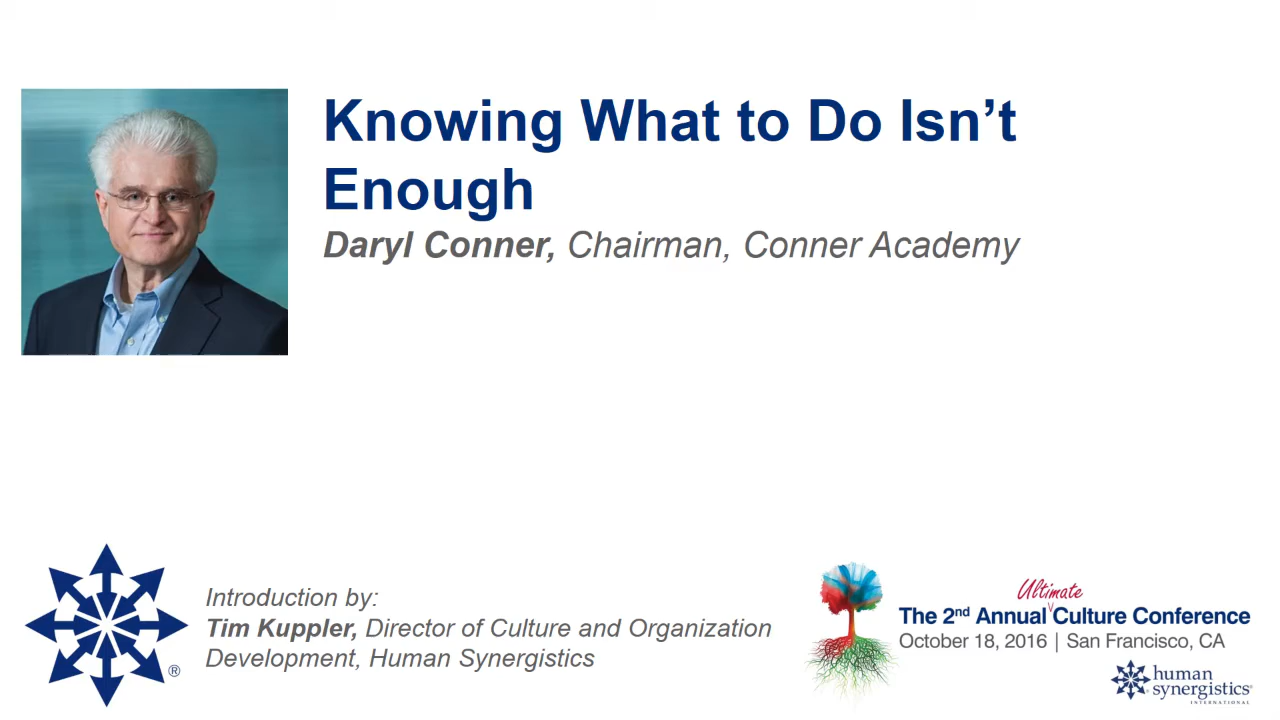 Knowing What to Do Isn’t
Enough
Daryl Conner, Chairman, Conner Academy
Introduction by:
Tim Kuppler, Director of Culture and Organization
Development, Human Synergistics
®
Ultimate
The 2nd Annual Culture Conference
October 18, 2016 | San Francisco, CA
human
synergistics®
INTERNATIONAL